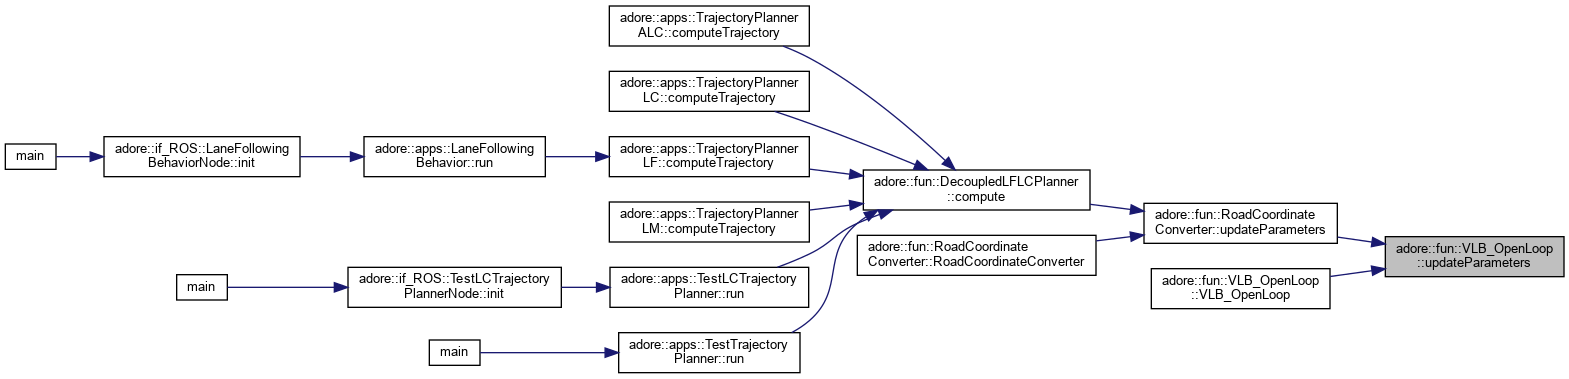 adore::apps::TrajectoryPlanner
ALC::computeTrajectory
adore::apps::TrajectoryPlanner
LC::computeTrajectory
main
adore::if_ROS::LaneFollowing
BehaviorNode::init
adore::apps::LaneFollowing
Behavior::run
adore::apps::TrajectoryPlanner
LF::computeTrajectory
adore::fun::DecoupledLFLCPlanner
::compute
adore::apps::TrajectoryPlanner
LM::computeTrajectory
adore::fun::RoadCoordinate
Converter::updateParameters
adore::fun::RoadCoordinate
Converter::RoadCoordinateConverter
adore::fun::VLB_OpenLoop
::updateParameters
main
adore::if_ROS::TestLCTrajectory
PlannerNode::init
adore::apps::TestLCTrajectory
Planner::run
adore::fun::VLB_OpenLoop
::VLB_OpenLoop
main
adore::apps::TestTrajectory
Planner::run